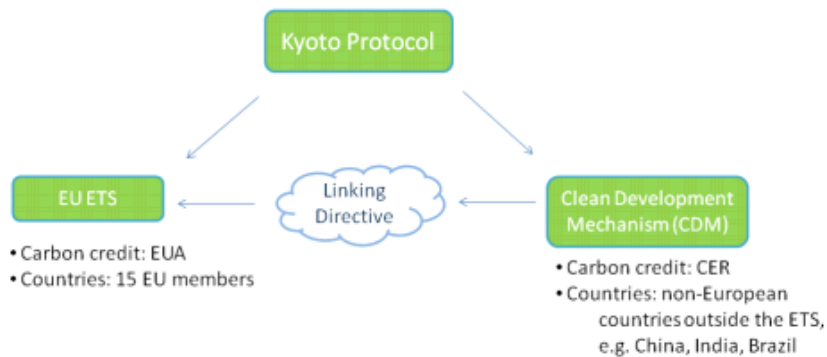 Kyoto Protocol
EU ETS
• Carbon credit: EUA
• Countries: 15 EU members
Linking
Directive
Clean Development
Mechanism (CDM)
• Carbon credit: CER
• Countries: non-European
countries outside the ETS,
e.g. China, India, Brazil